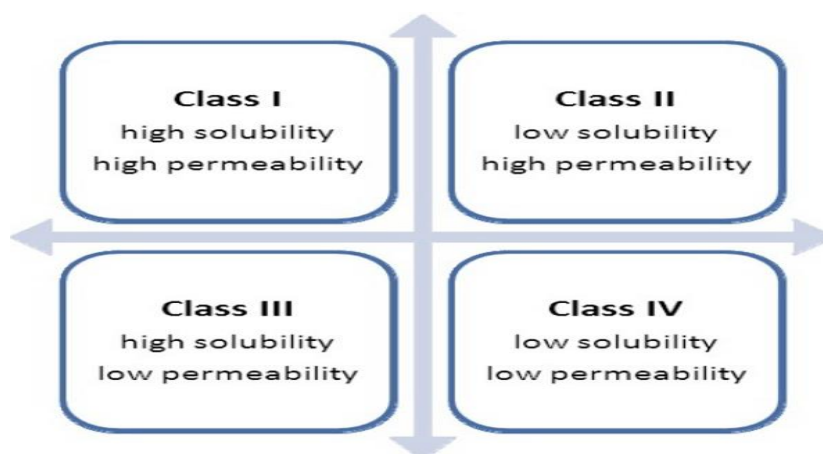 Class I
high solubility
high permeability
Class II
low solubility
high permeability
Class III
high solubility
low permeability
Class IV
low solubility
low permeability